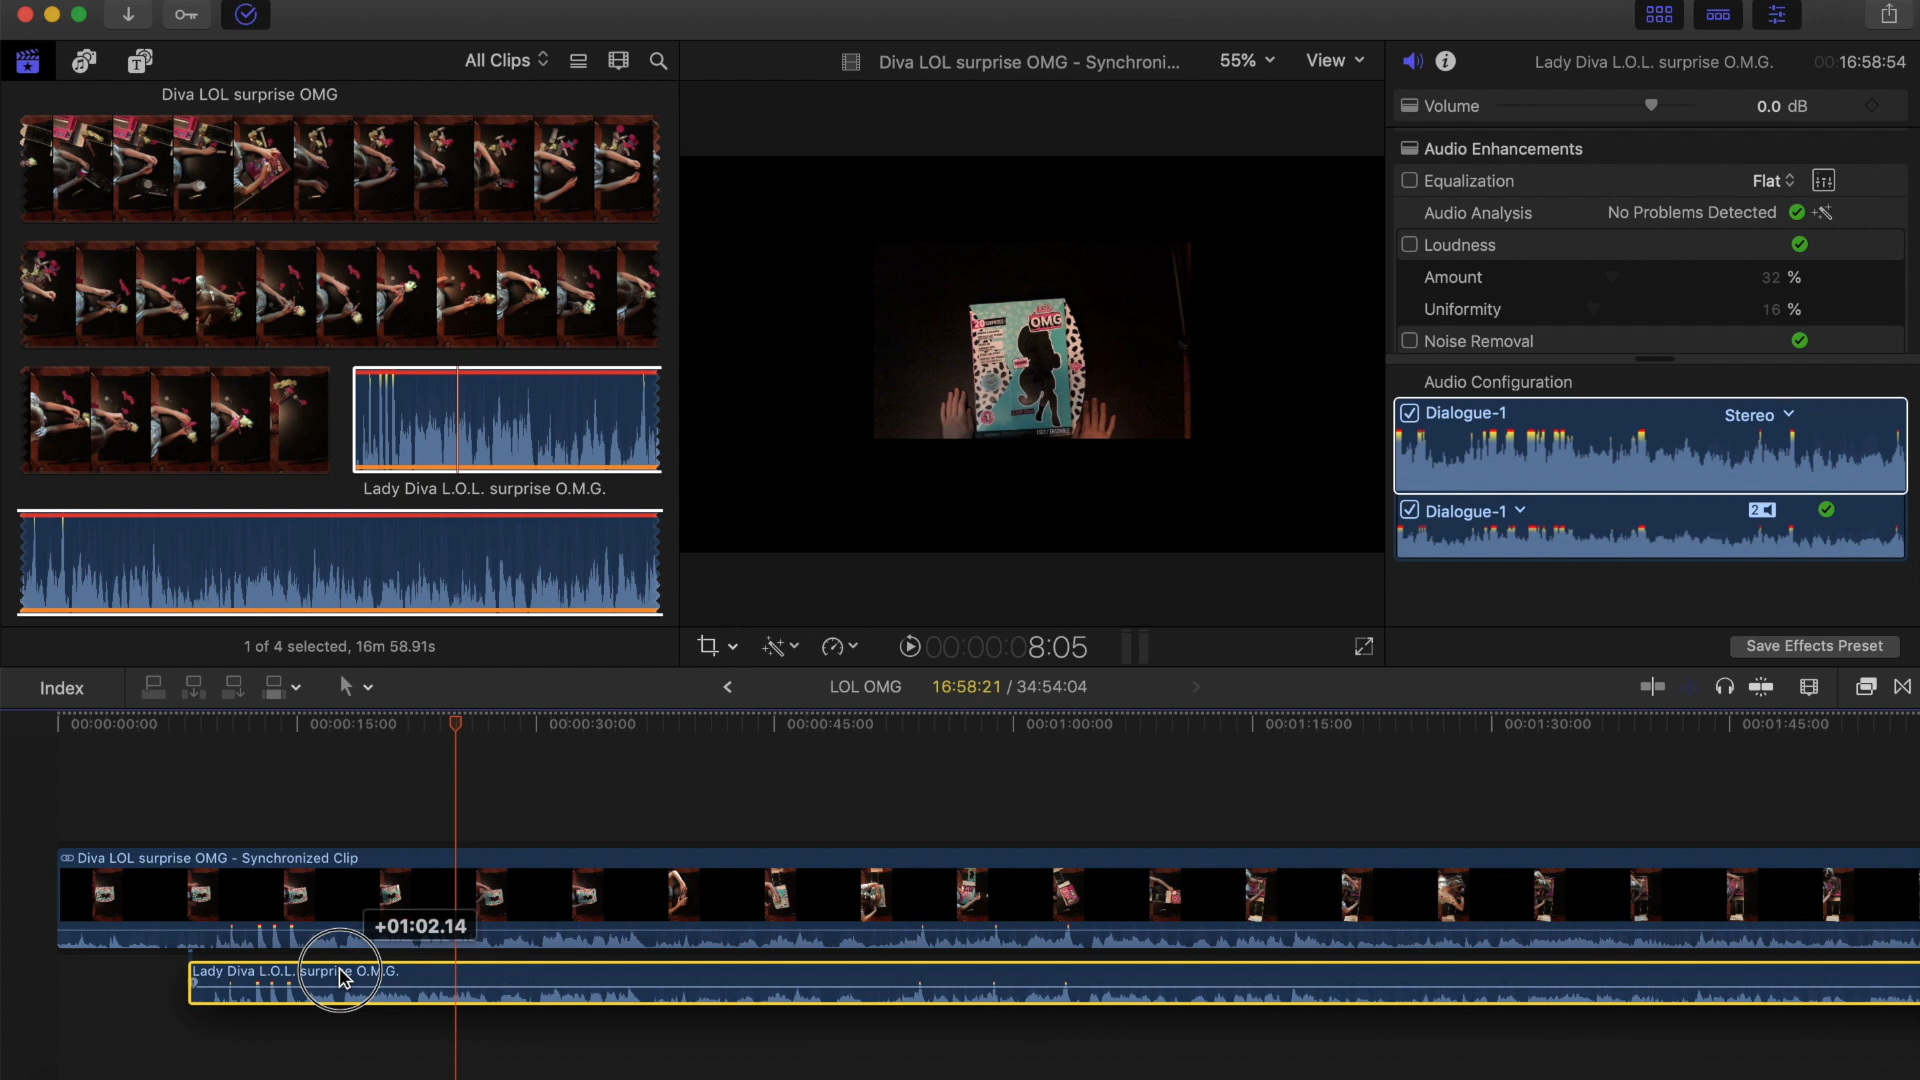 All Clips
Diva LOL surprise OMG - Synchroni...
55%
View
Lady Diva L.O.L. surprise O.M.G.
00:16:58:54
Diva LOL surprise OMG
Volume
0.0 dB
Audio Enhancements
Equalization
Flat
Audio Analysis
No Problems Detected
Loudness
Amount
32 %
Uniformity
16 %
Noise Removal
OMG
Audio Configuration
Dialogue-1
Stereo
Lady Diva L.O.L. surprise O.M.G.
Dialogue-1
2
1 of 4 selected, 16m 58.91s
00:00:08:05
Save Effects Preset
Index
LOL OMG
16:58:21 / 34:54:04
00:00:00:00
00:00:15:00
00:00:30:00
00:00:45:00
00:01:00:00
00:01:15:00
00:01:30:00
00:01:45:00
Diva LOL surprise OMG - Synchronized Clip
+01:02.14
Lady Diva L.O.L. surprise O.M.G.